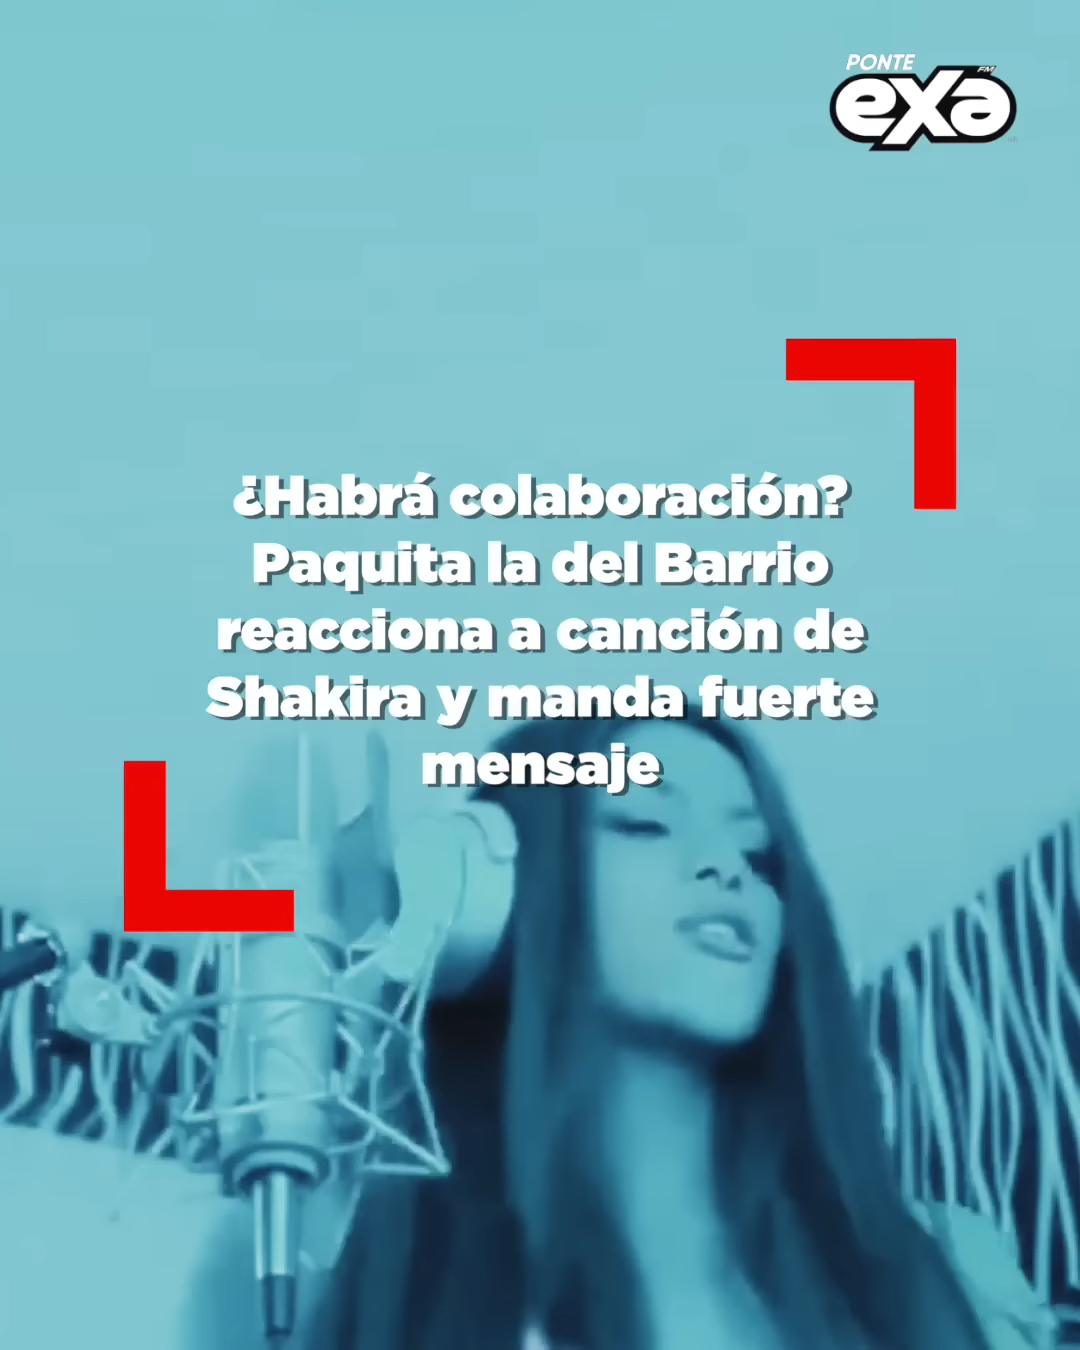 PONTE
exa FM
¿Habrá colaboración?
Paquita la del Barrio
reacciona a canción de
Shakira y manda fuerte
mensaje